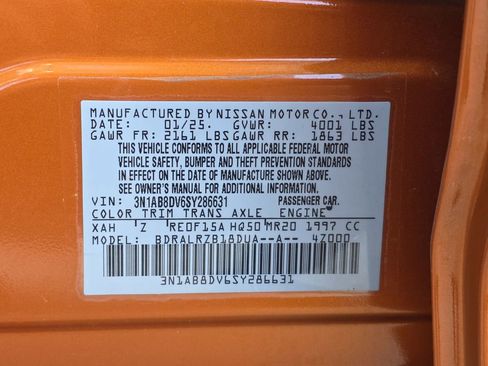 MANUFACTURED BY NISSAN MOTOR CO., LTD.
DATE: 01/25. GVWR: 4001 LBS
GAWR FR: 2161 LBS GAWR RR: 1863 LBS
THIS VEHICLE CONFORMS TO ALL APPLICABLE FEDERAL MOTOR
VEHICLE SAFETY, BUMPER AND THEFT PREVENTION STANDARDS
IN EFFECT ON THE DATE OF MANUFACTURE SHOWN ABOVE.
SEE OWNER'S MANUAL FOR ADDITIONAL INFORMATION.
VIN: 3N1AB8DV6SY286631 PASSENGER CAR.
COLOR TRIM TRANS AXLE ENGINE
XAH Z RE0F15A HQ50 MR20 1997 CC
MODEL: BDRALRZB18DUA--A-- 4Z000
3N1AB8DV6SY286631